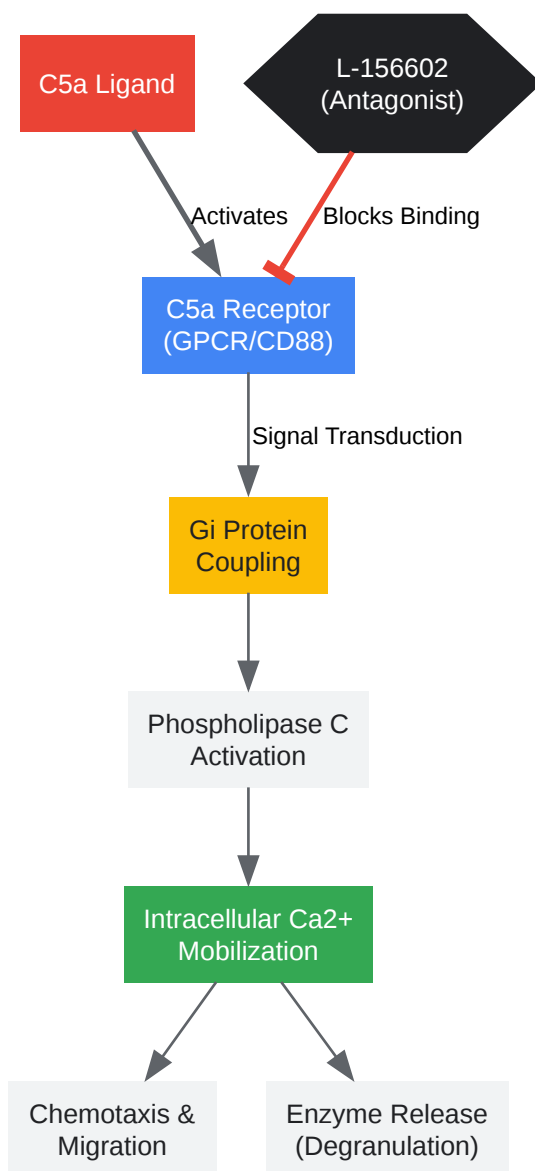 C5a Ligand
L-156602
(Antagonist)
Activates
Blocks Binding
C5a Receptor
(GPCR/CD88)
Signal Transduction
Gi Protein
Coupling
Phospholipase C
Activation
Intracellular Ca2+
Mobilization
Chemotaxis &
Migration
Enzyme Release
(Degranulation)